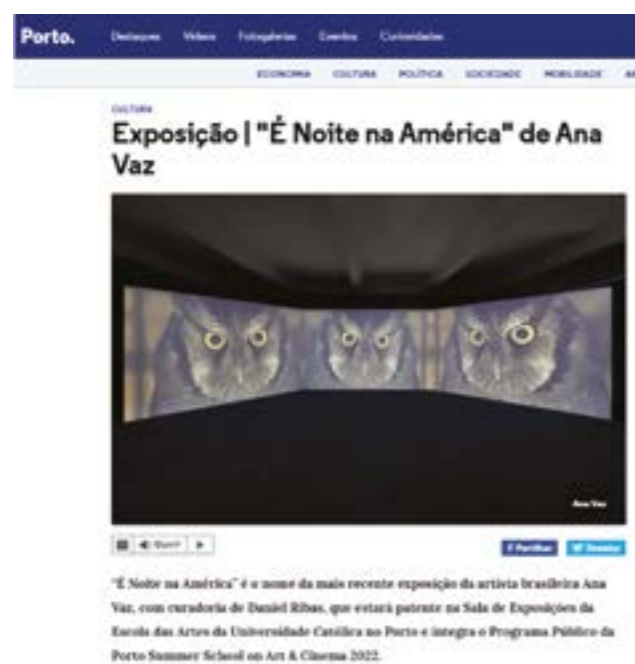 Porto.
Destaques Vídeos Fotogalerias Eventos Curiosidades
ECONOMIA CULTURA POLÍTICA SOCIEDADE MOBILIDADE
CULTURA
Exposição | "É Noite na América" de Ana
Vaz
Ana Vaz
Ouvir
Partilhar
"É Noite na América" é o nome da mais recente exposição da artista brasileira Ana
Vaz, com curadoria de Daniel Ribas, que estará patente na Sala de Exposições da
Escola das Artes da Universidade Católica no Porto e integra o Programa Público da
Porto Summer School on Art & Cinema 2022.